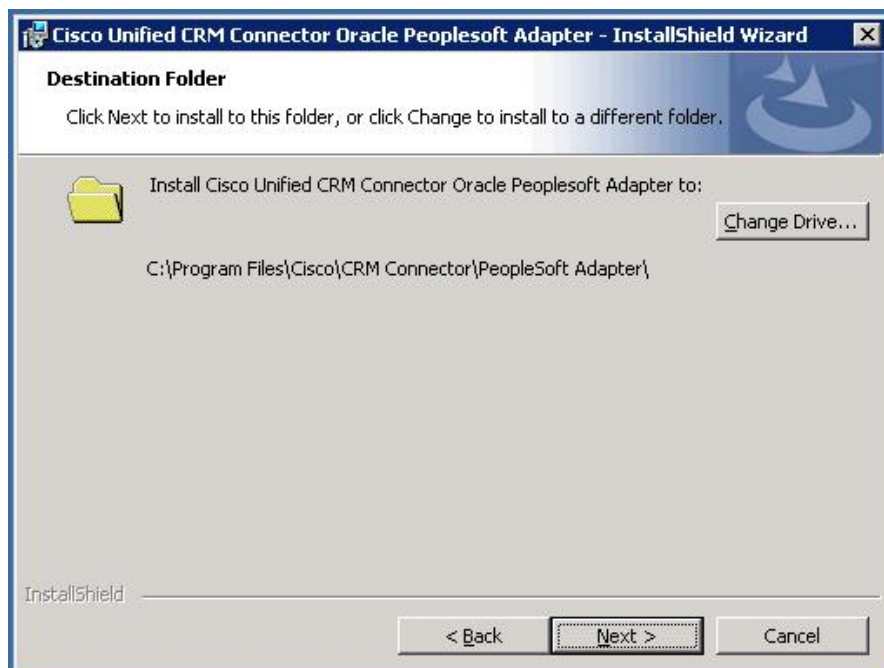 Cisco Unified CRM Connector Oracle Peoplesoft Adapter - InstallShield Wizard
Destination Folder
Click Next to install to this folder, or click Change to install to a different folder.
Install Cisco Unified CRM Connector Oracle Peoplesoft Adapter to:
Change Drive...
C:\Program Files\Cisco\CRM Connector\PeopleSoft Adapter\
InstallShield
< Back Next > Cancel